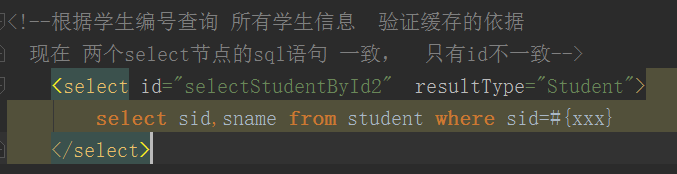 <!--根据学生编号查询 所有学生信息  验证缓存的依据
现在 两个select节点的sql语句 一致,  只有id不一致-->
<select id="selectStudentById2"  resultType="Student">
select sid,sname from student where sid=#{xxx}
</select>